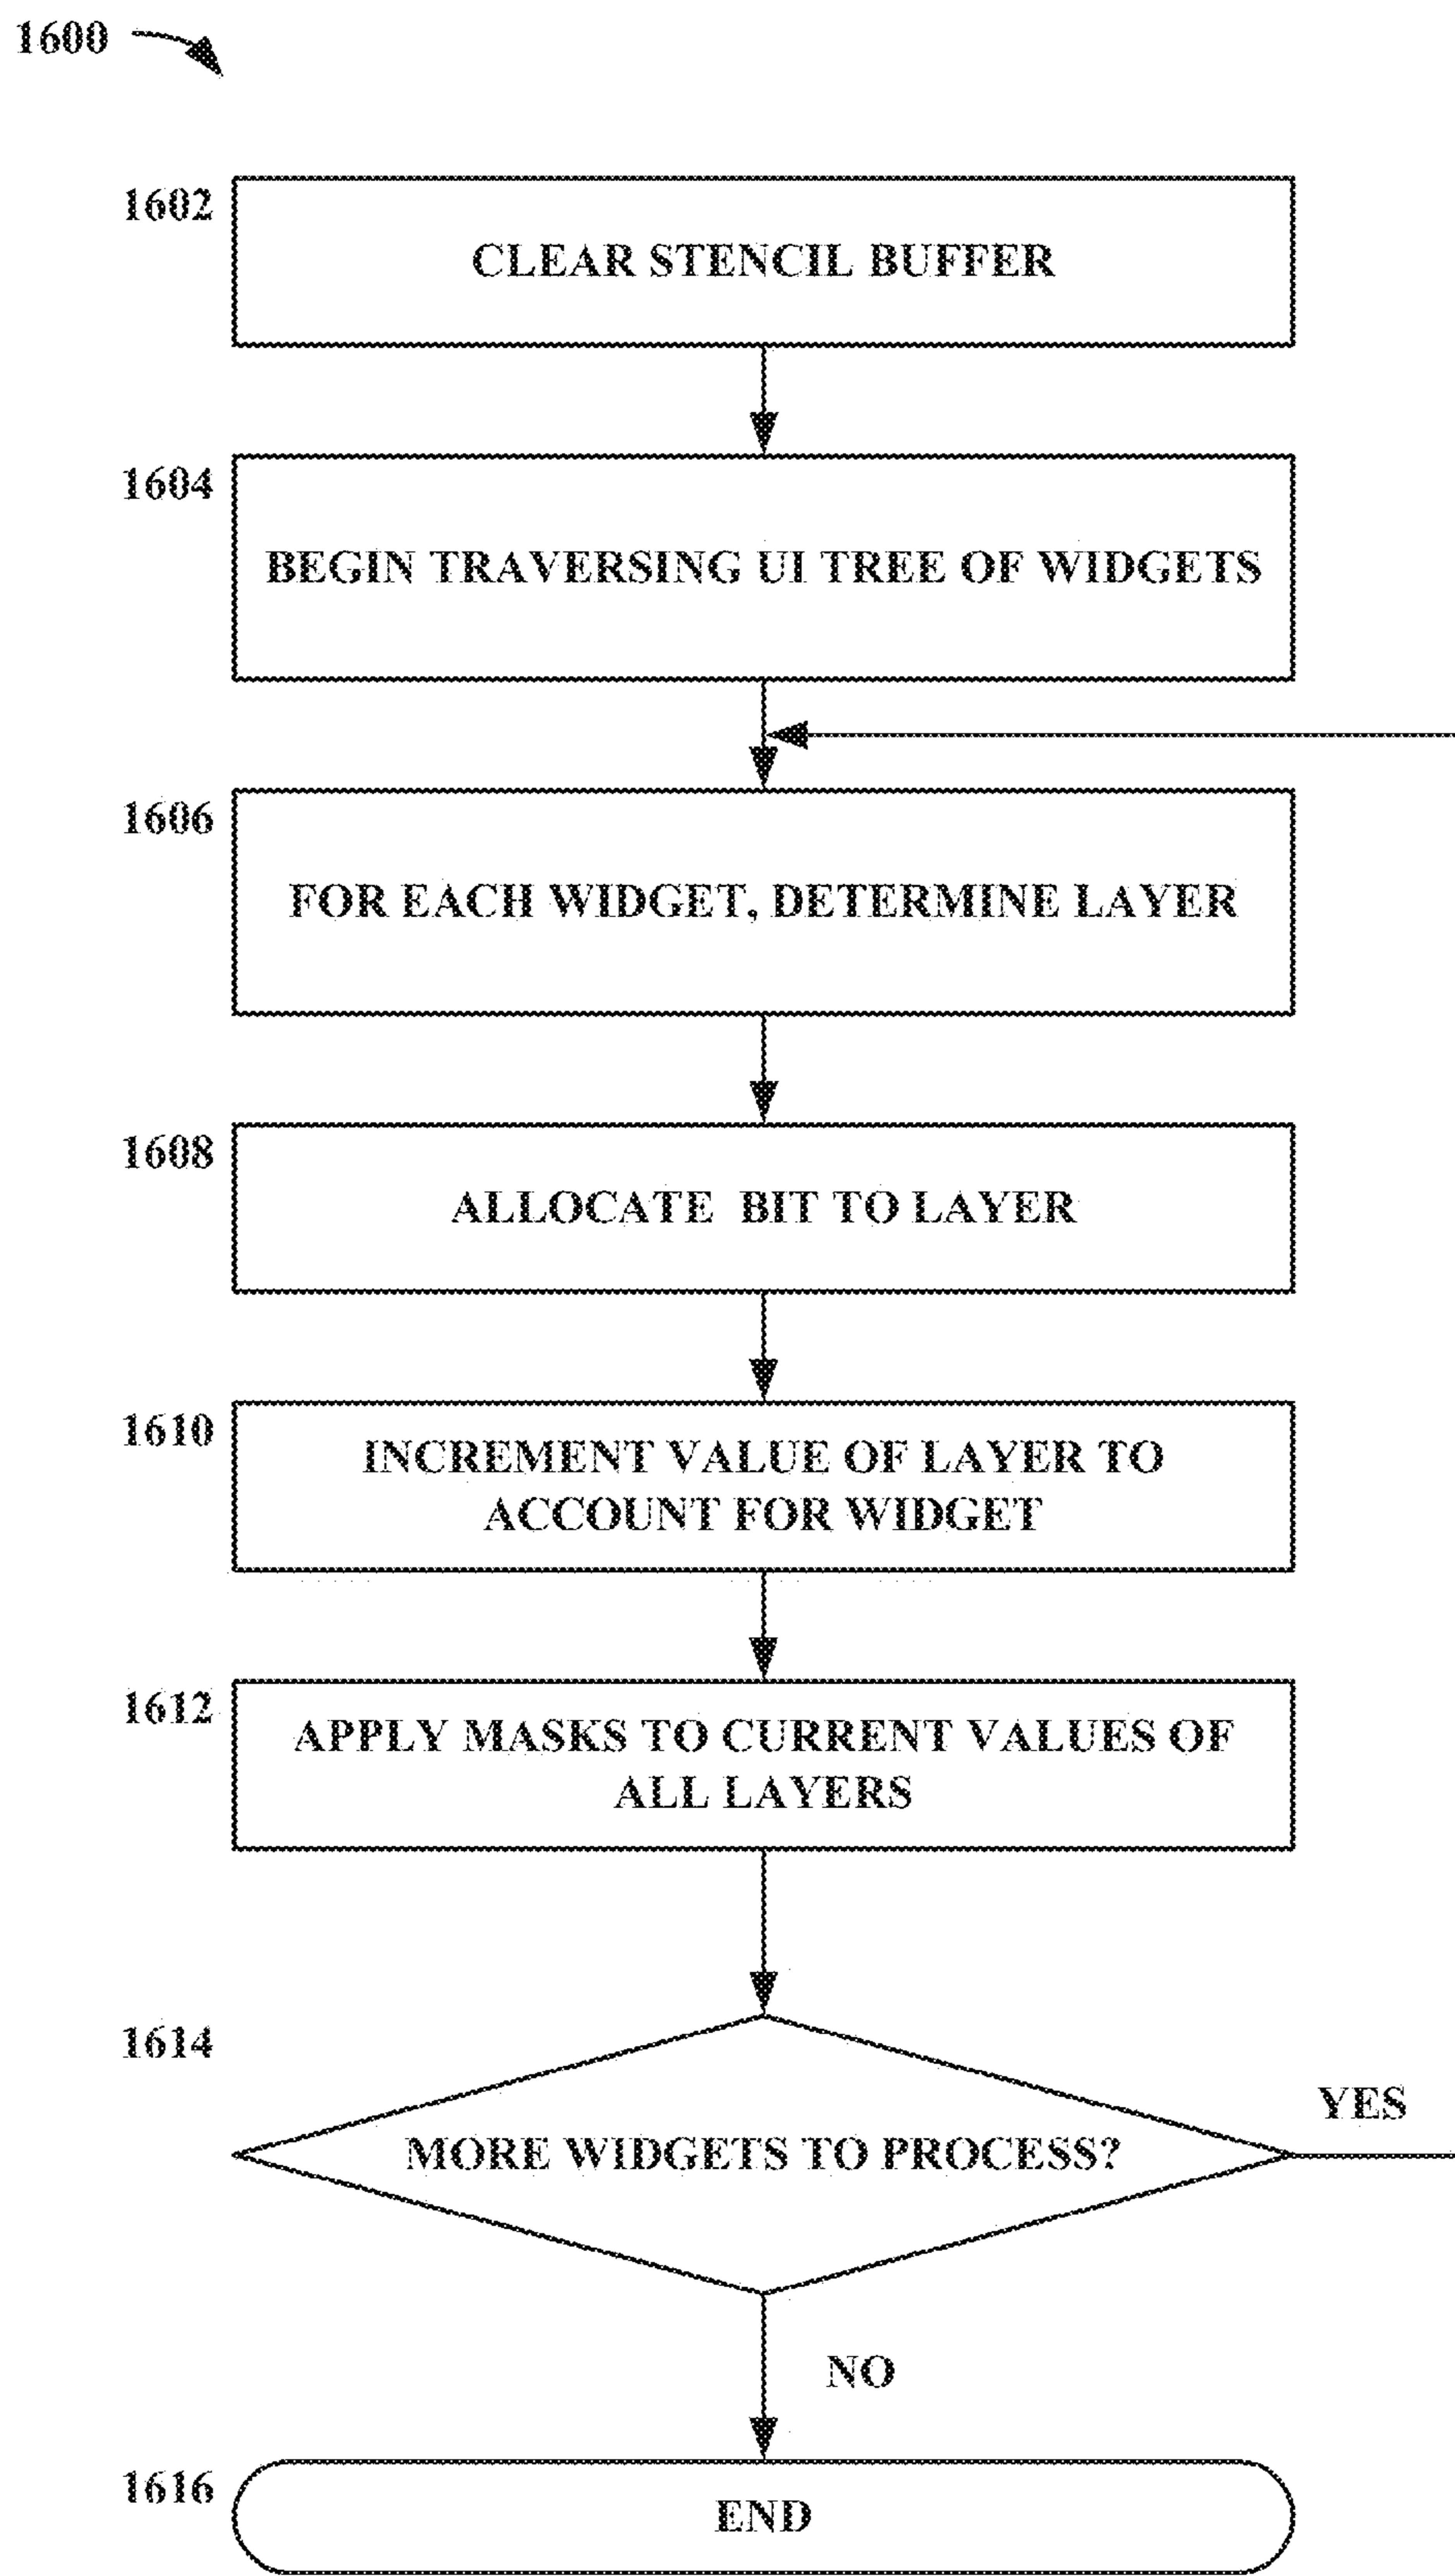 1600
1602
CLEAR STENCIL BUFFER
1604
BEGIN TRAVERSING UI TREE OF WIDGETS
1606
FOR EACH WIDGET, DETERMINE LAYER
1608
ALLOCATE BIT TO LAYER
1610
INCREMENT VALUE OF LAYER TO
ACCOUNT FOR WIDGET
1612
APPLY MASKS TO CURRENT VALUES OF
ALL LAYERS
1614
YES
MORE WIDGETS TO PROCESS?
NO
1616
END